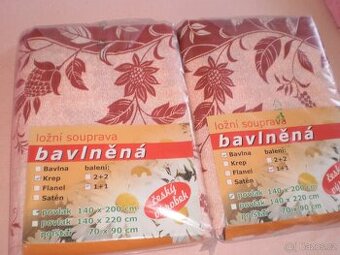 ložní souprava
bavlněná
Bavlna balení:
Krep 2+2
Flanel 1+1
Satén
český
výrobek
povlak 140 x 200 cm
povlak 140 x 220 cm
70 x 90 cm
ložní souprava
bavlněná
Bavlna balení:
Krep 2+2
Flanel 1+1
Satén
povlak 140 x 200 cm
povlak 140 x 220 cm
70 x 90 cm